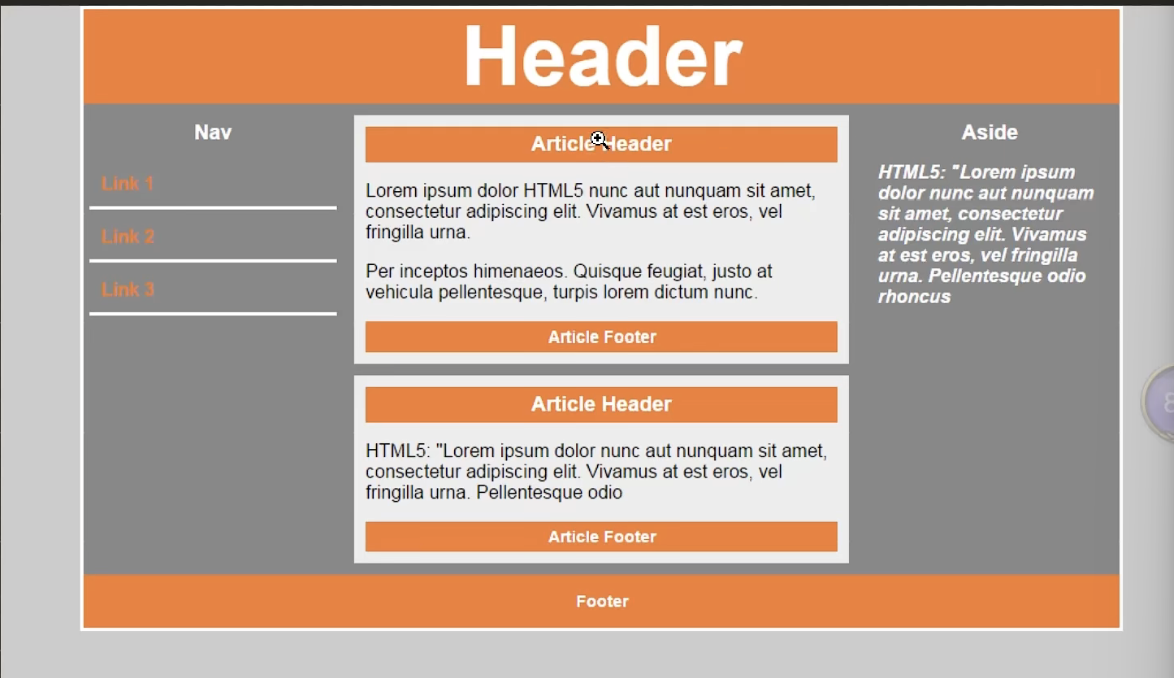 Header
Nav
Link 1
Link 2
Link 3
Article Header
Lorem ipsum dolor HTML5 nunc aut nunquam sit amet,
consectetur adipiscing elit. Vivamus at est eros, vel
fringilla urna.
Per inceptos himenaeos. Quisque feugiat, justo at
vehicula pellentesque, turpis lorem dictum nunc.
Article Footer
Article Header
HTML5: "Lorem ipsum dolor nunc aut nunquam sit amet,
consectetur adipiscing elit. Vivamus at est eros, vel
fringilla urna. Pellentesque odio
Article Footer
Aside
HTML5: "Lorem ipsum
dolor nunc aut nunquam
sit amet, consectetur
adipiscing elit. Vivamus
at est eros, vel fringilla
urna. Pellentesque odio
rhoncus
Footer